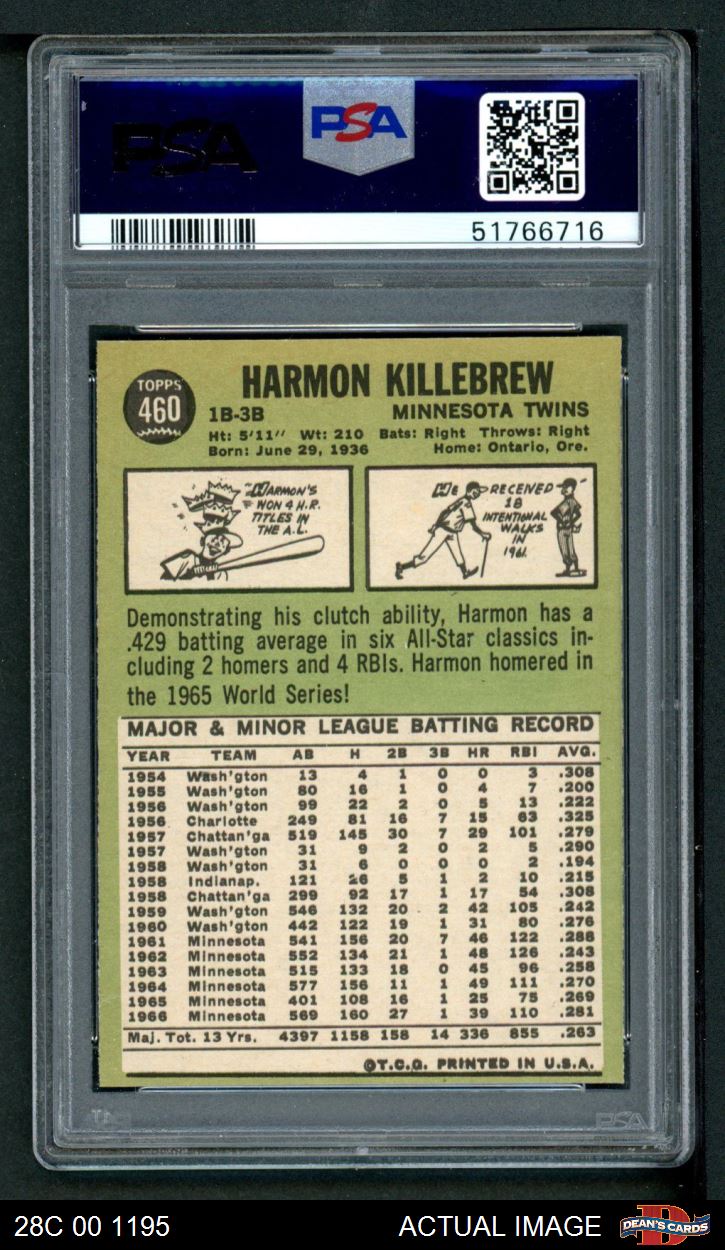 PSA
PSA
51766716
TOPPS
460
HARMON KILLEBREW
1B-3B MINNESOTA TWINS
Ht: 5'11" Wt: 210 Bats: Right Throws: Right
Born: June 29, 1936 Home: Ontario, Ore.
HARMON'S
WON 4 H.R.
TITLES IN
THE A.L.
HE RECEIVED
18
INTENTIONAL
WALKS
IN
1961.
Demonstrating his clutch ability, Harmon has a
.429 batting average in six All-Star classics in-
cluding 2 homers and 4 RBIs. Harmon homered in
the 1965 World Series!
MAJOR & MINOR LEAGUE BATTING RECORD
YEAR TEAM AB H 2B 3B HR RBI AVG.
1954 Wash'gton 13 4 1 0 0 3 .308
1955 Wash'gton 80 16 1 0 4 7 .200
1956 Wash'gton 99 22 2 0 5 13 .222
1956 Charlotte 249 81 16 7 15 63 .325
1957 Chattan'ga 519 145 30 7 29 101 .279
1957 Wash'gton 31 9 2 0 2 5 .290
1958 Wash'gton 31 6 0 0 0 2 .194
1958 Indianap. 121 26 5 1 2 10 .215
1958 Chattan'ga 299 92 17 1 17 54 .308
1959 Wash'gton 546 132 20 2 42 105 .242
1960 Wash'gton 442 122 19 1 31 80 .276
1961 Minnesota 541 156 20 7 46 122 .288
1962 Minnesota 552 134 21 1 48 126 .243
1963 Minnesota 515 133 18 0 45 96 .258
1964 Minnesota 577 156 11 1 49 111 .270
1965 Minnesota 401 108 16 1 25 75 .269
1966 Minnesota 569 160 27 1 39 110 .281
Maj. Tot. 13 Yrs. 4397 1158 158 14 336 855 .263
©T.C.G. PRINTED IN U.S.A.
PSA
28C 00 1195 ACTUAL IMAGE DEAN'S CARDS